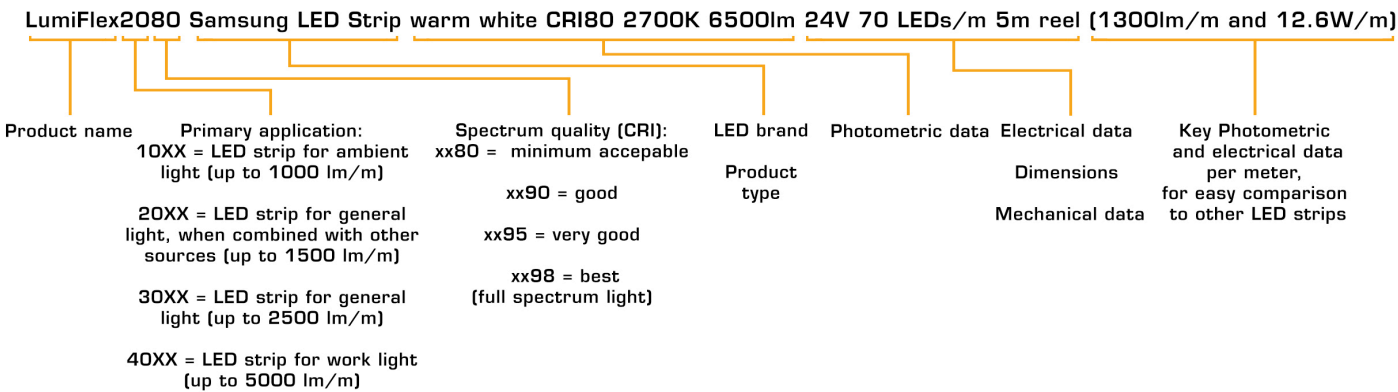 LumiFlex2080 Samsung LED Strip warm white CRI80 2700K 6500lm 24V 70 LEDs/m 5m reel (1300lm/m and 12.6W/m)
Product name
Primary application:
10XX = LED strip for ambient
light (up to 1000 lm/m)
20XX = LED strip for general
light, when combined with other
sources (up to 1500 lm/m)
30XX = LED strip for general
light (up to 2500 lm/m)
40XX = LED strip for work light
(up to 5000 lm/m)
Spectrum quality (CRI):
xx80 = minimum accepable
xx90 = good
xx95 = very good
xx98 = best
(full spectrum light)
LED brand
Product
type
Photometric data
Electrical data
Dimensions
Mechanical data
Key Photometric
and electrical data
per meter,
for easy comparison
to other LED strips